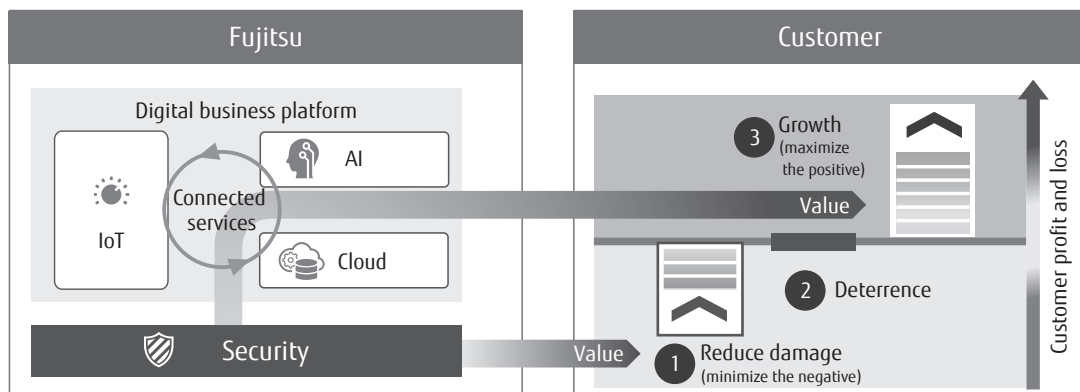 Fujitsu
Digital business platform
AI
Connected
services
IoT
Cloud
Security
Value
Customer
3
Growth
(maximize
the positive)
Value
2
Deterrence
1
Reduce damage
(minimize the negative)
Customer profit and loss